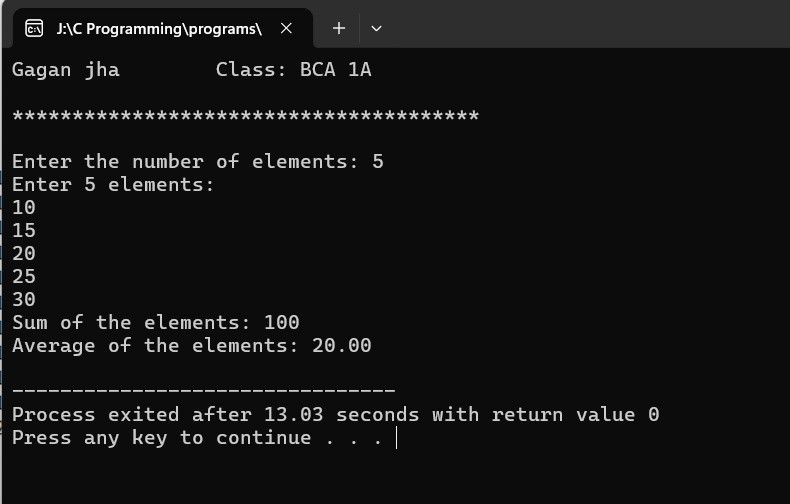 J:\C Programming\programs\
Gagan jha        Class: BCA 1A
***************************************
Enter the number of elements: 5
Enter 5 elements:
10
15
20
25
30
Sum of the elements: 100
Average of the elements: 20.00
--------------------------------
Process exited after 13.03 seconds with return value 0
Press any key to continue . . .